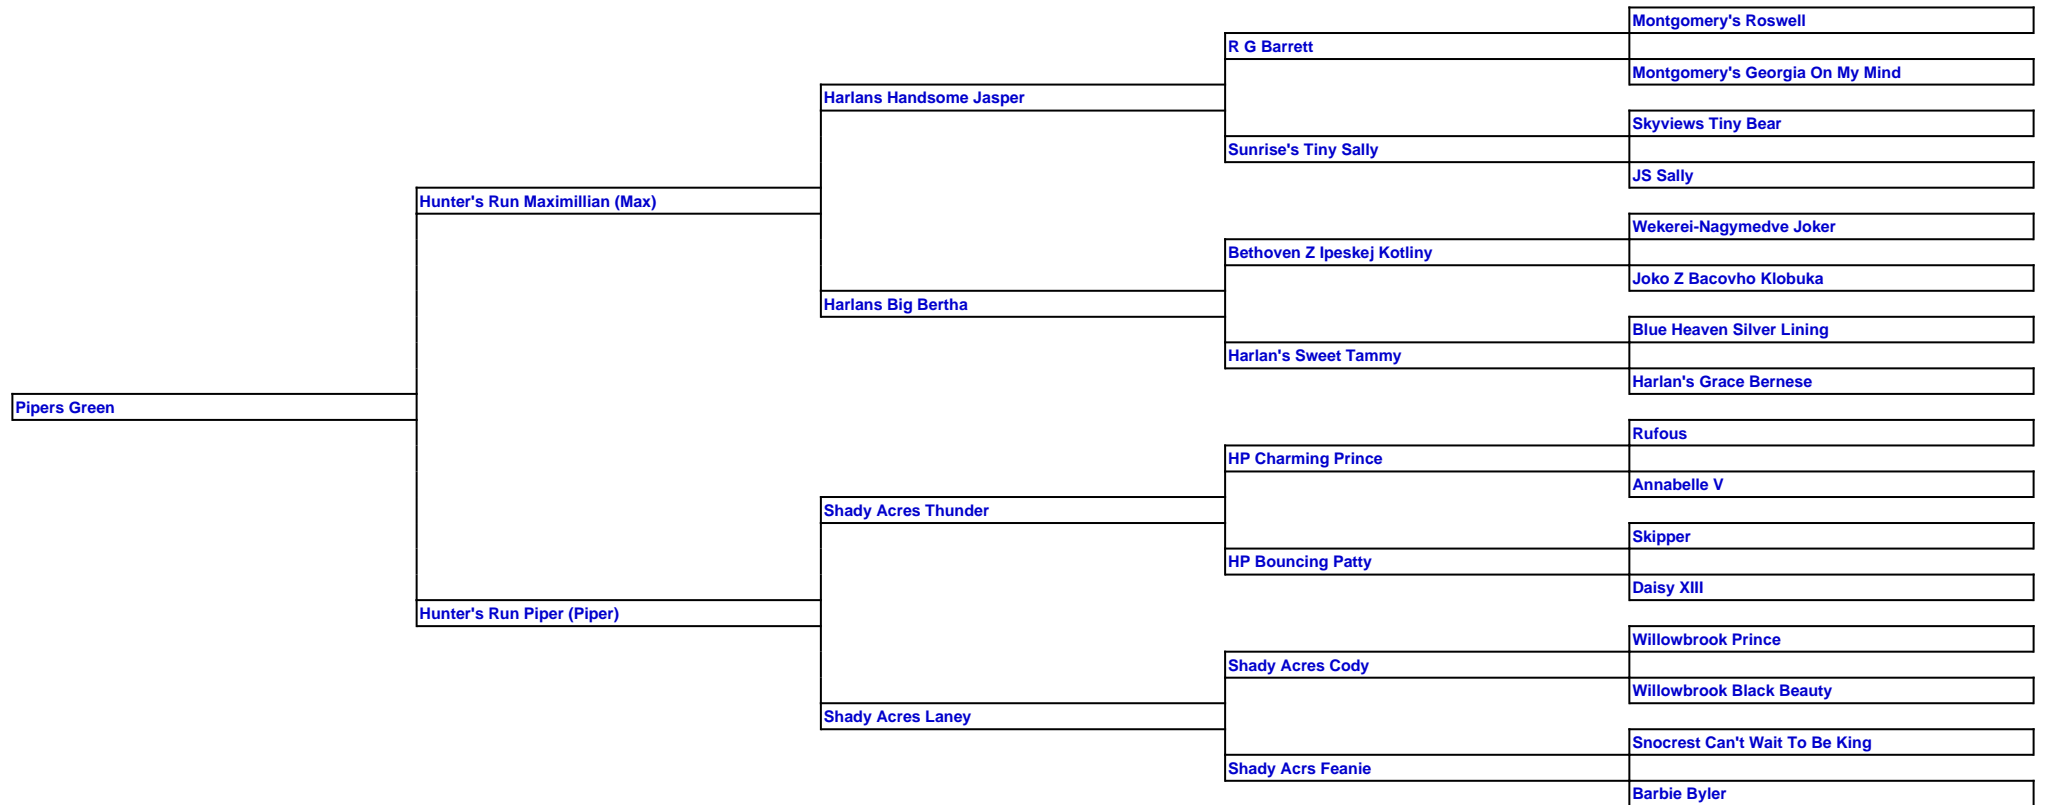 Montgomery's Roswell
R G Barrett
Montgomery's Georgia On My Mind
Harlans Handsome Jasper
Skyviews Tiny Bear
Sunrise's Tiny Sally
JS Sally
Hunter's Run Maximillian (Max)
Wekerei-Nagymedve Joker
Bethoven Z Ipeskej Kotliny
Joko Z Bacovho Klobuka
Harlans Big Bertha
Blue Heaven Silver Lining
Harlan's Sweet Tammy
Harlan's Grace Bernese
Pipers Green
Rufous
HP Charming Prince
Annabelle V
Shady Acres Thunder
Skipper
HP Bouncing Patty
Daisy XIII
Hunter's Run Piper (Piper)
Willowbrook Prince
Shady Acres Cody
Willowbrook Black Beauty
Shady Acres Laney
Snocrest Can't Wait To Be King
Shady Acrs Feanie
Barbie Byler